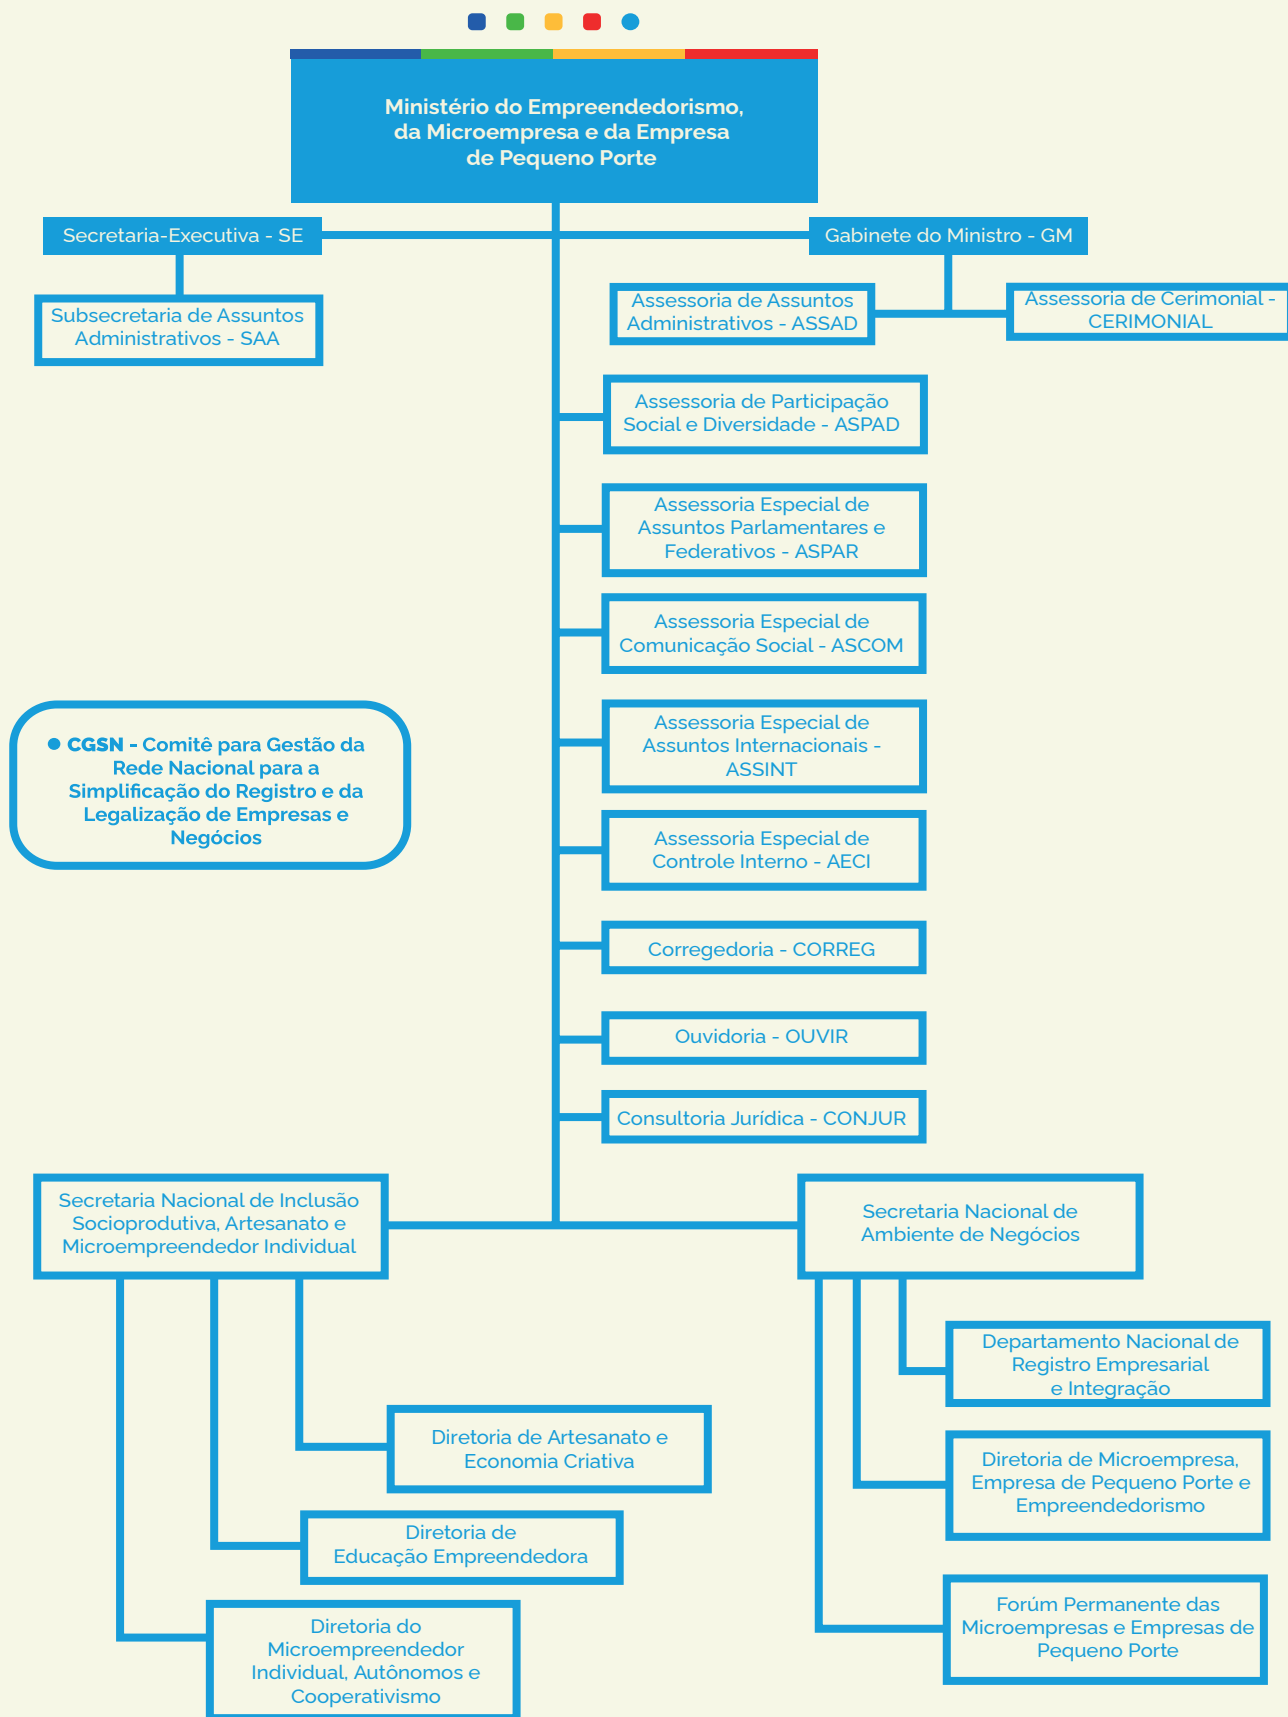 Ministério do Empreendedorismo,
da Microempresa e da Empresa
de Pequeno Porte
Secretaria-Executiva - SE
Gabinete do Ministro - GM
Subsecretaria de Assuntos
Administrativos - SAA
Assessoria de Assuntos
Administrativos - ASSAD
Assessoria de Cerimonial -
CERIMONIAL
Assessoria de Participação
Social e Diversidade - ASPAD
Assessoria Especial de
Assuntos Parlamentares e
Federativos - ASPAR
Assessoria Especial de
Comunicação Social - ASCOM
Assessoria Especial de
Assuntos Internacionais -
ASSINT
● CGSN - Comitê para Gestão da
Rede Nacional para a
Simplificação do Registro e da
Legalização de Empresas e
Negócios
Assessoria Especial de
Controle Interno - AECI
Corregedoria - CORREG
Ouvidoria - OUVIR
Consultoria Jurídica - CONJUR
Secretaria Nacional de Inclusão
Socioprodutiva, Artesanato e
Microempreendedor Individual
Secretaria Nacional de
Ambiente de Negócios
Departamento Nacional de
Registro Empresarial
e Integração
Diretoria de Artesanato e
Economia Criativa
Diretoria de Microempresa,
Empresa de Pequeno Porte e
Empreendedorismo
Diretoria de
Educação Empreendedora
Forúm Permanente das
Microempresas e Empresas de
Pequeno Porte
Diretoria do
Microempreendedor
Individual, Autônomos e
Cooperativismo